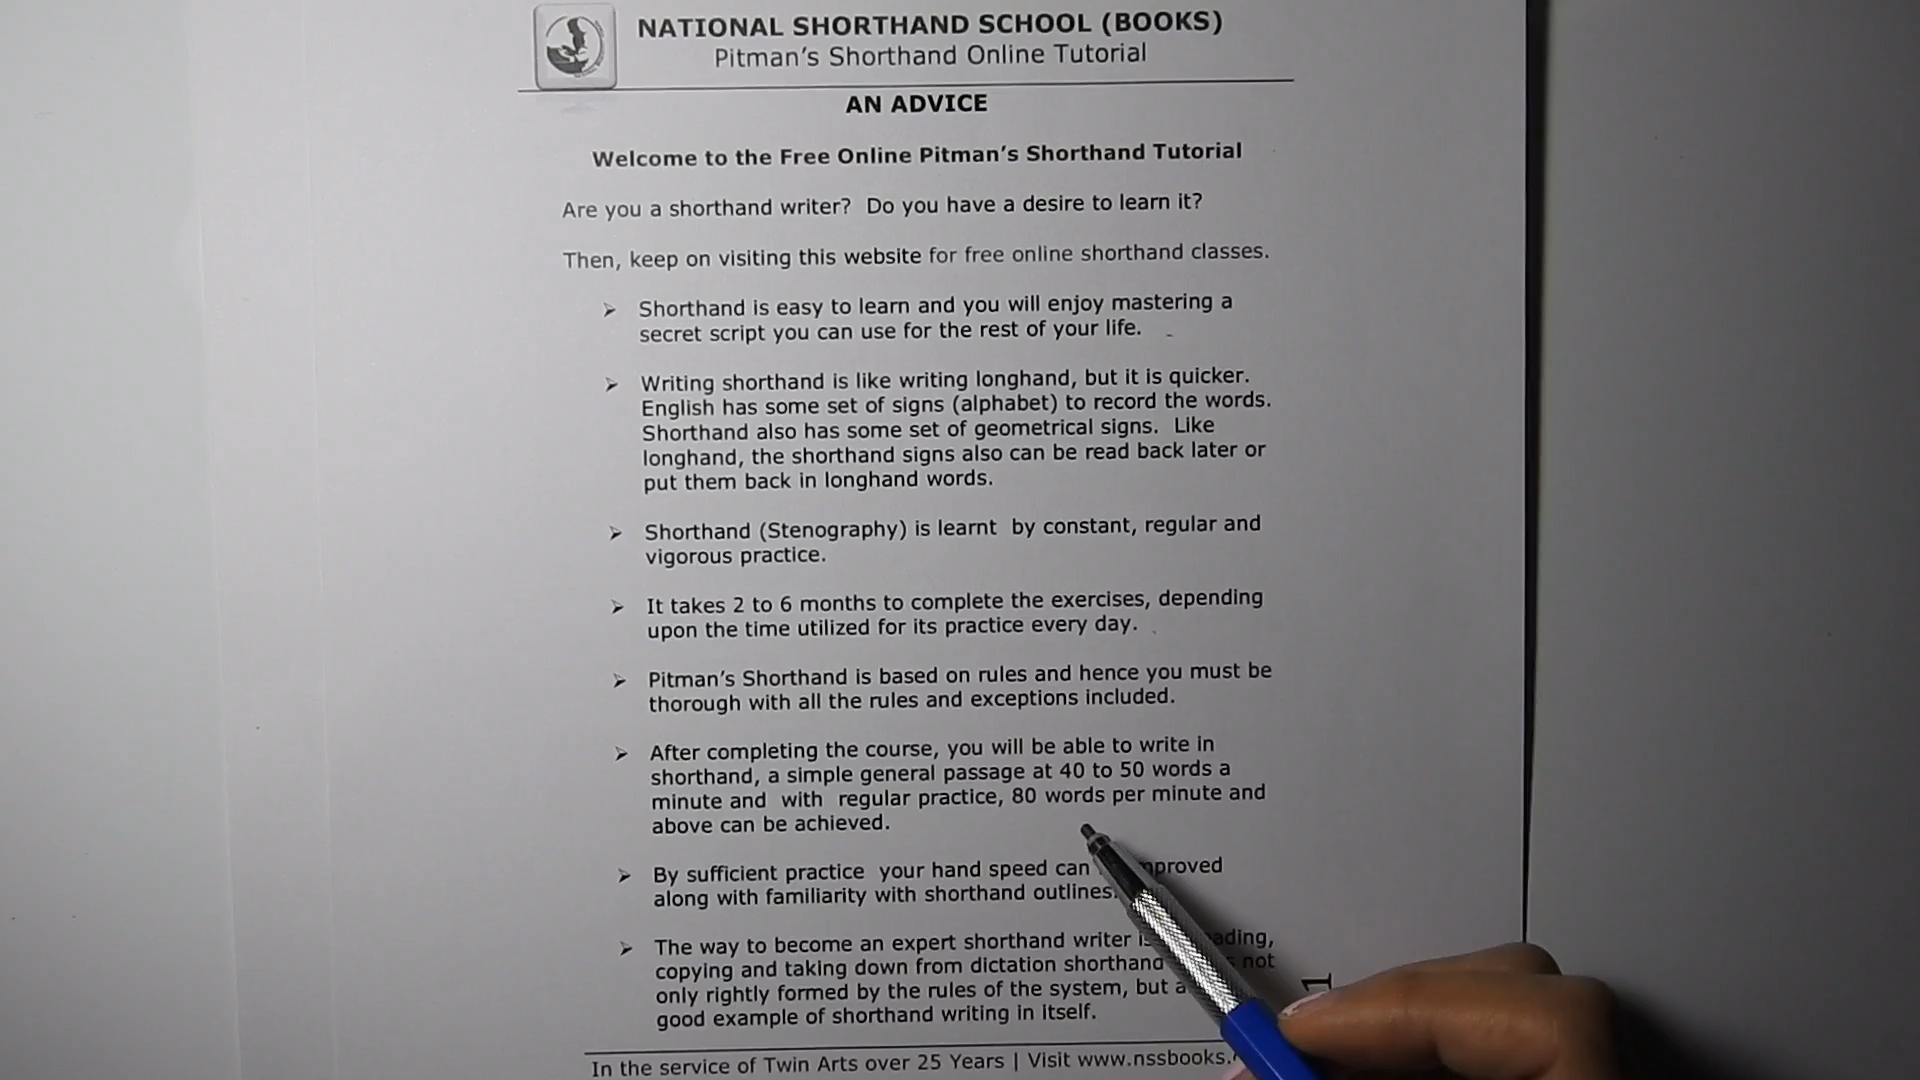 NATIONAL SHORTHAND SCHOOL (BOOKS)
Pitman's Shorthand Online Tutorial
AN ADVICE
Welcome to the Free Online Pitman's Shorthand Tutorial
Are you a shorthand writer? Do you have a desire to learn it?
Then, keep on visiting this website for free online shorthand classes.
➢ Shorthand is easy to learn and you will enjoy mastering a
secret script you can use for the rest of your life.
➢ Writing shorthand is like writing longhand, but it is quicker.
English has some set of signs (alphabet) to record the words.
Shorthand also has some set of geometrical signs. Like
longhand, the shorthand signs also can be read back later or
put them back in longhand words.
➢ Shorthand (Stenography) is learnt by constant, regular and
vigorous practice.
➢ It takes 2 to 6 months to complete the exercises, depending
upon the time utilized for its practice every day.
➢ Pitman's Shorthand is based on rules and hence you must be
thorough with all the rules and exceptions included.
➢ After completing the course, you will be able to write in
shorthand, a simple general passage at 40 to 50 words a
minute and with regular practice, 80 words per minute and
above can be achieved.
➢ By sufficient practice your hand speed can
along with familiarity with shorthand outlines.
➢ The way to become an expert shorthand writer
copying and taking down from dictation shorthand not
only rightly formed by the rules of the system, but
good example of shorthand writing in itself.
1
In the service of Twin Arts over 25 Years | Visit www.nssbooks.